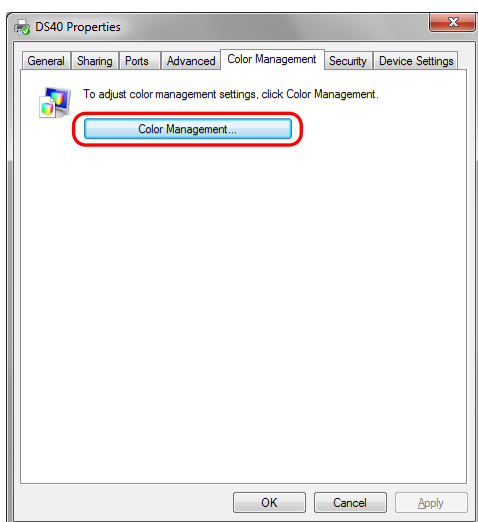 DS40 Properties
General Sharing Ports Advanced Color Management Security Device Settings
To adjust color management settings, click Color Management.
Color Management...
OK Cancel Apply